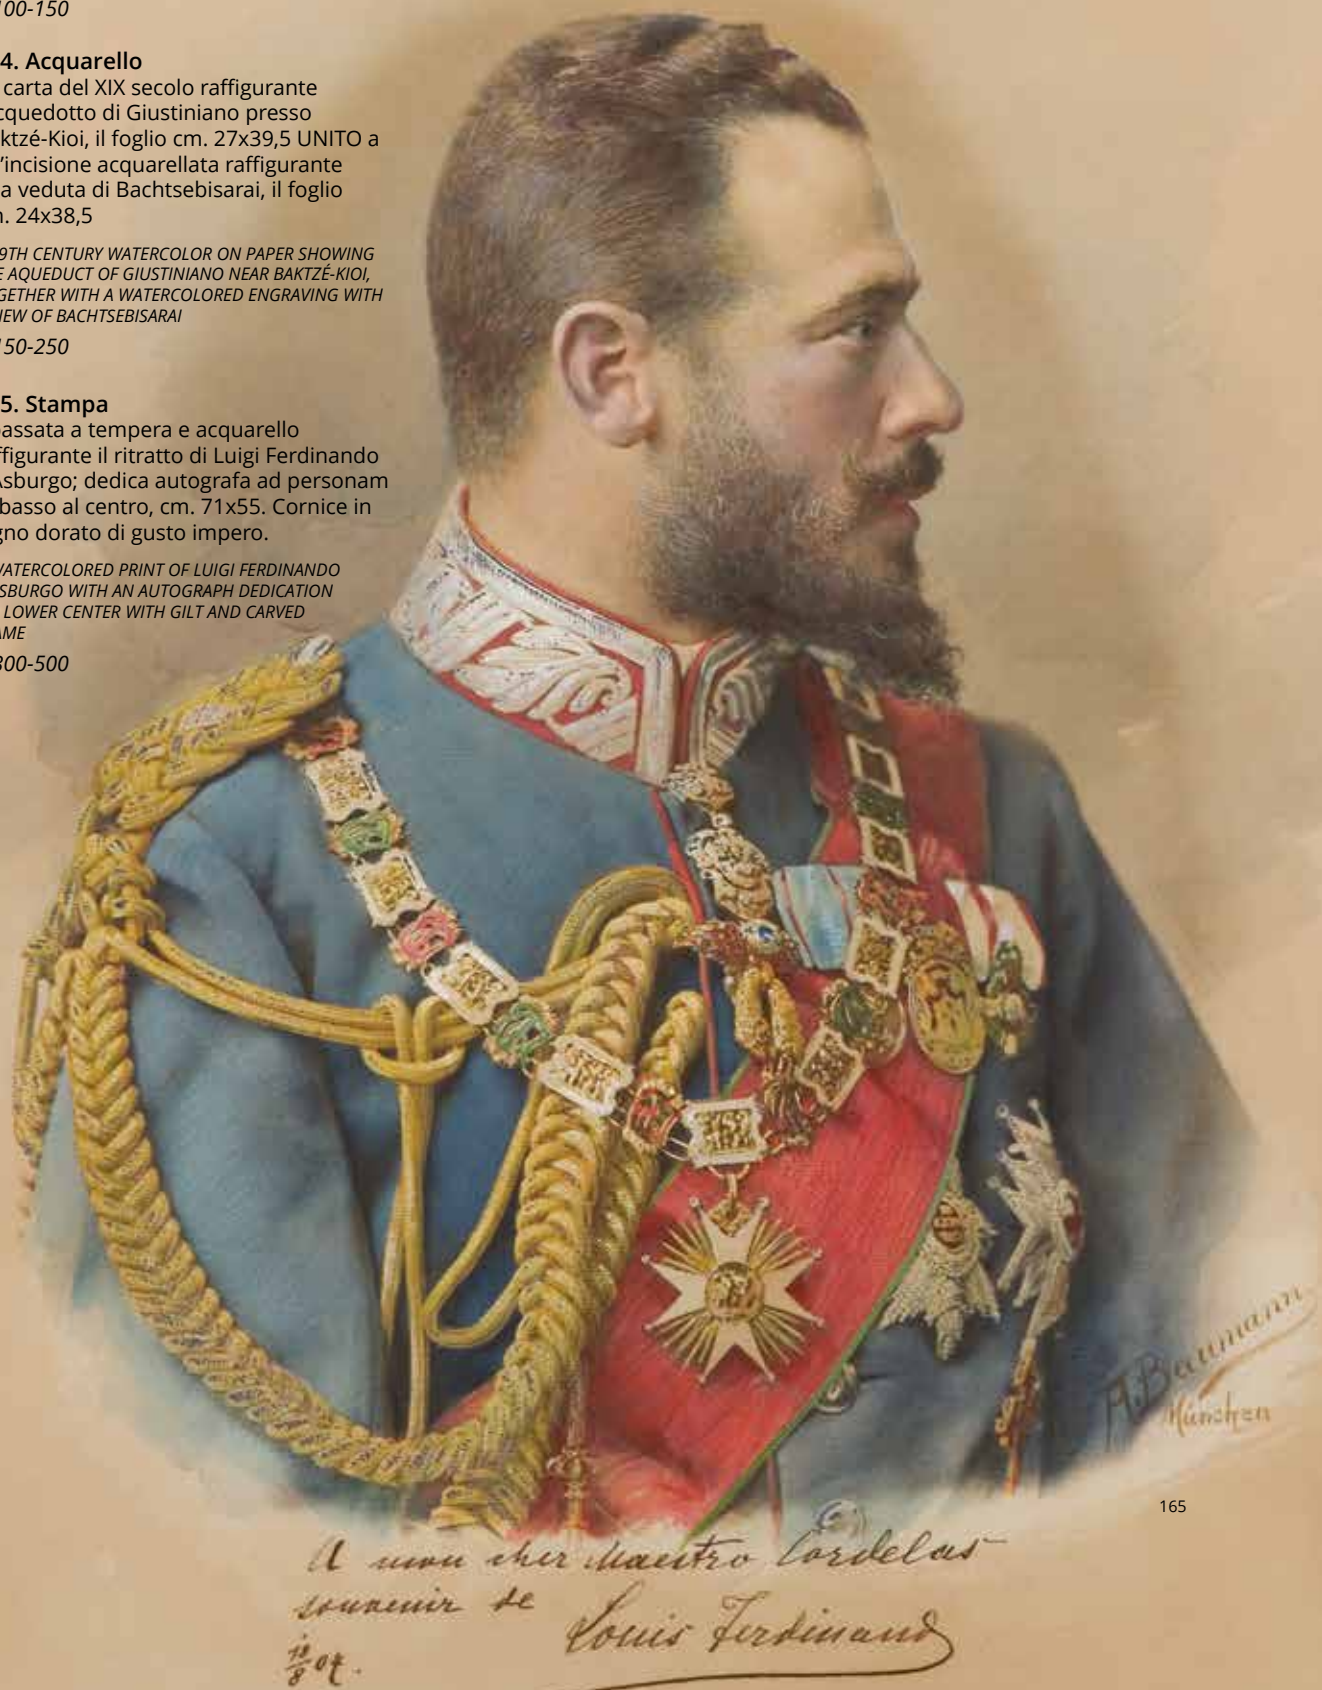 100-150
4. Acquarello
carta del XIX secolo raffigurante
cquedotto di Giustiniano presso
ktzé-Kioi, il foglio cm. 27x39,5 UNITO a
'incisione acquarellata raffigurante
a veduta di Bachtsebisarai, il foglio
. 24x38,5
9TH CENTURY WATERCOLOR ON PAPER SHOWING
E AQUEDUCT OF GIUSTINIANO NEAR BAKTZÉ-KIOI,
GETHER WITH A WATERCOLORED ENGRAVING WITH
IEW OF BACHTSEBISARAI
150-250
5. Stampa
passata a tempera e acquarello
ffigurante il ritratto di Luigi Ferdinando
Asburgo; dedica autografa ad personam
basso al centro, cm. 71x55. Cornice in
gno dorato di gusto impero.
WATERCOLORED PRINT OF LUIGI FERDINANDO
SBURGO WITH AN AUTOGRAPH DEDICATION
LOWER CENTER WITH GILT AND CARVED
AME
300-500
A. Baumann
München
165
A mon cher Maestro Cordelas
souvenir de
Louis Ferdinand
8 04.